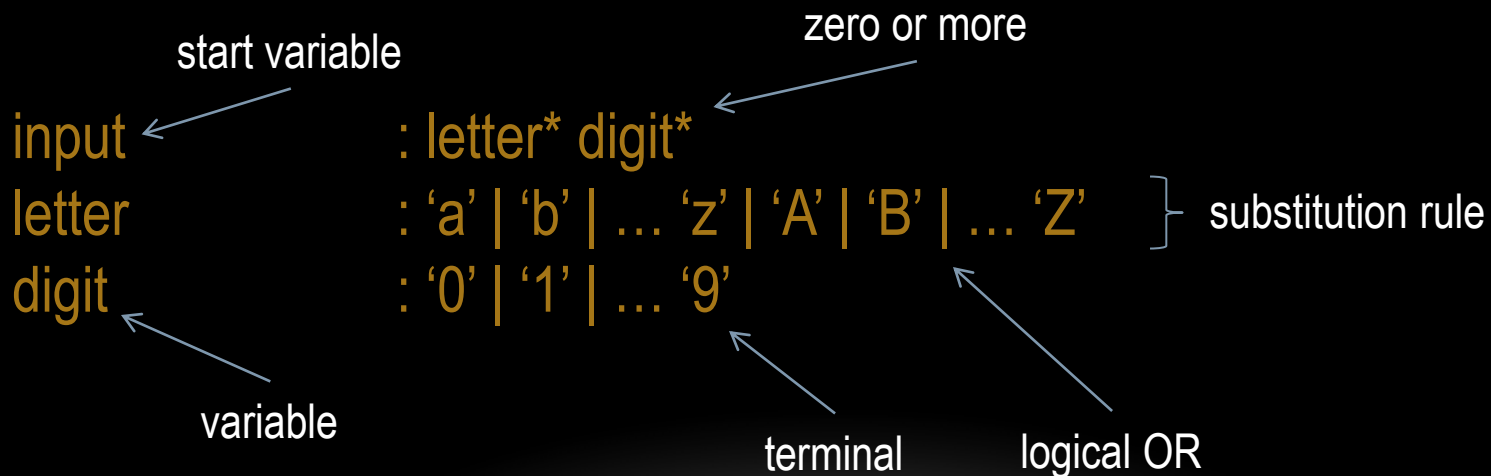 zero or more
start variable
input : letter* digit*
letter : ‘a’ | ‘b’ | … ‘z’ | ‘A’ | ‘B’ | … ‘Z’
substitution rule
digit : ‘0’ | ‘1’ | … ‘9’
variable
terminal
logical OR